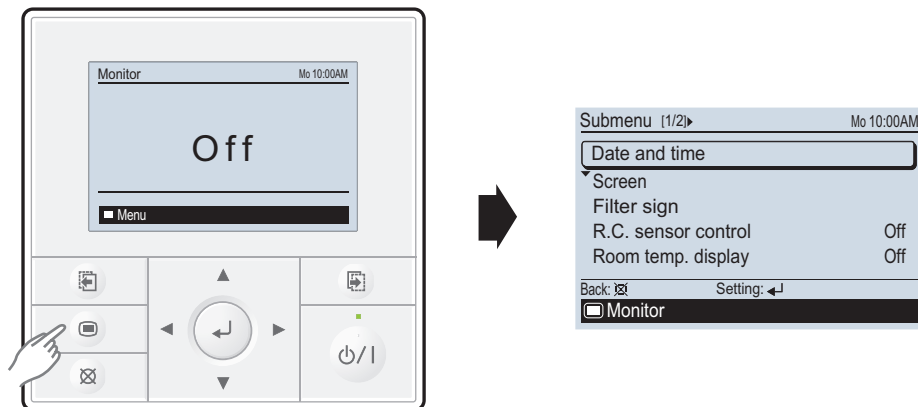 Monitor Mo 10:00AM
Off
Menu
Submenu [1/2] Mo 10:00AM
Date and time
Screen
Filter sign
R.C. sensor control Off
Room temp. display Off
Back: Setting:
Monitor